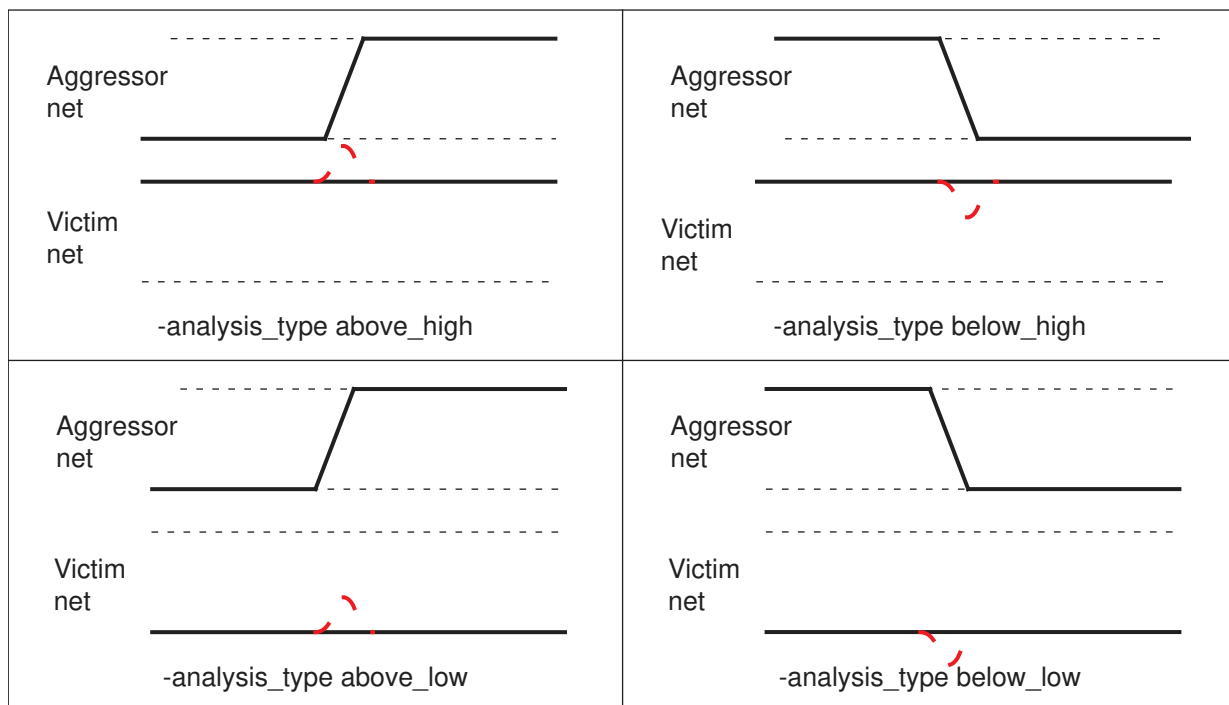 Aggressor
net
Victim
net
-analysis_type above_high
Aggressor
net
Victim
net
-analysis_type below_high
Aggressor
net
Victim
net
-analysis_type above_low
Aggressor
net
Victim
net
-analysis_type below_low